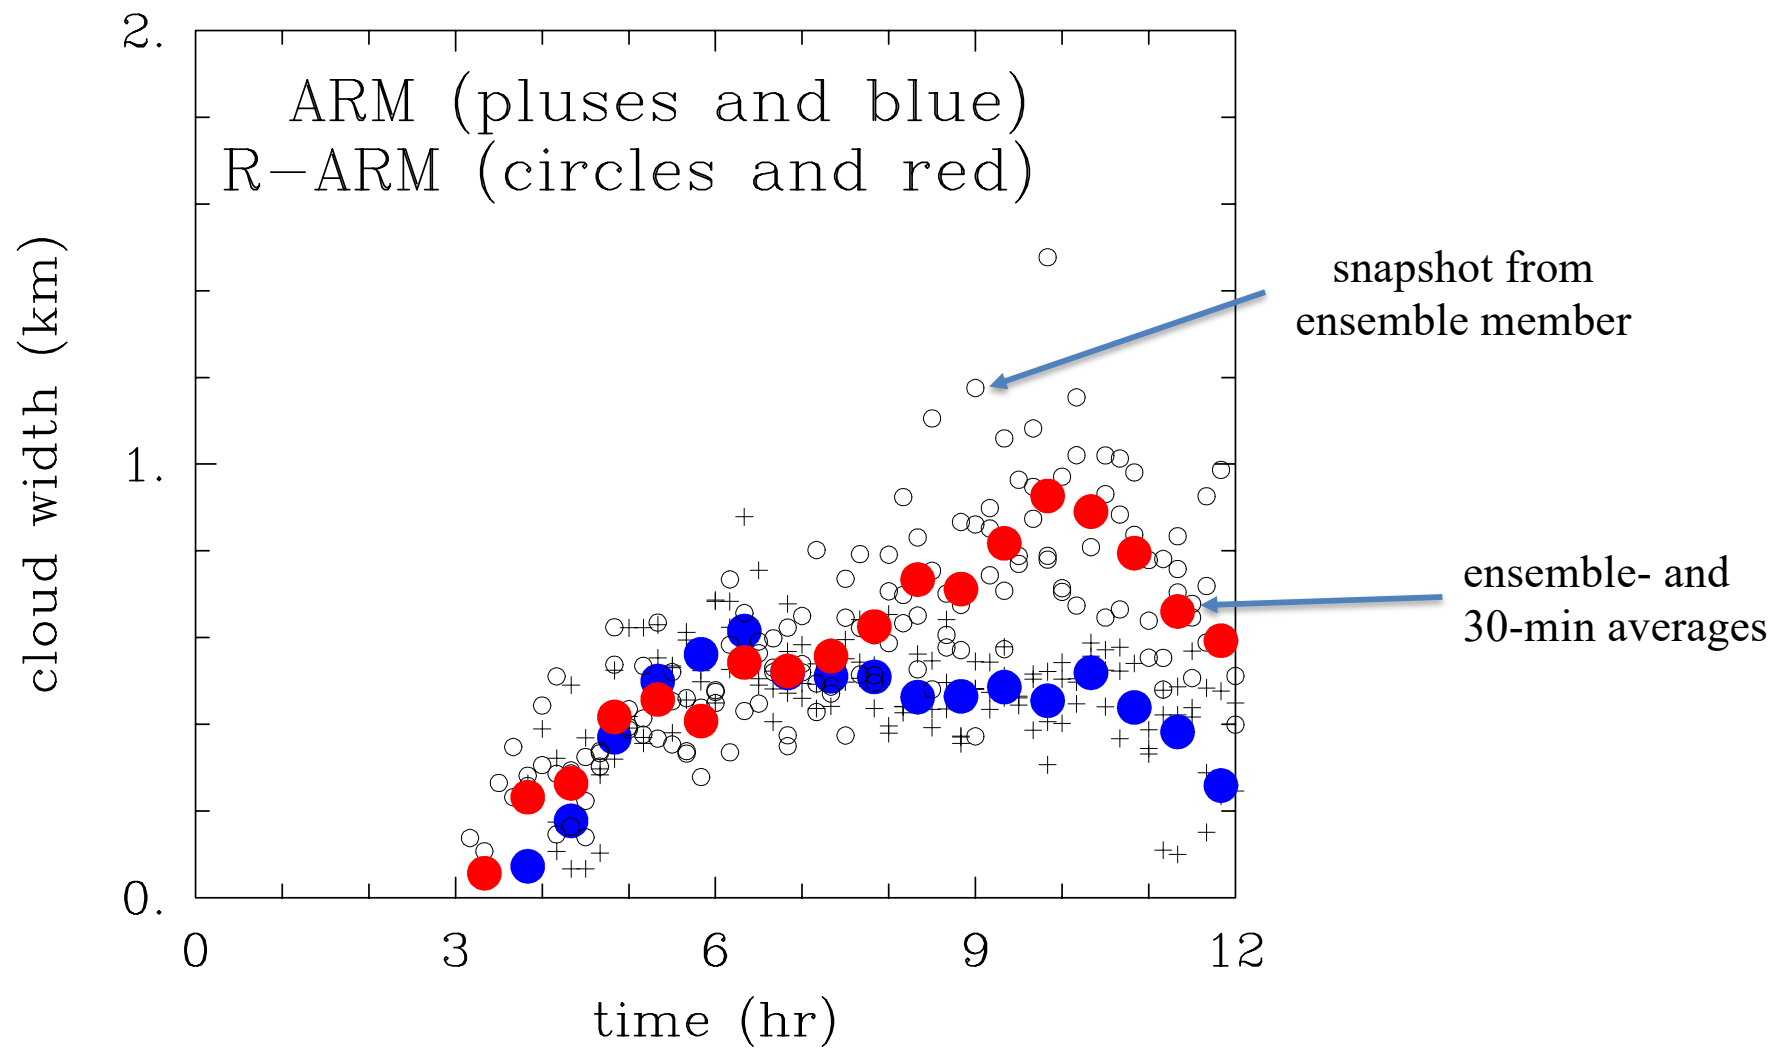 2.
ARM (pluses and blue)
R-ARM (circles and red)
snapshot from
ensemble member
1.
cloud width (km)
ensemble- and
30-min averages
0.
0 3 6 9 12
time (hr)